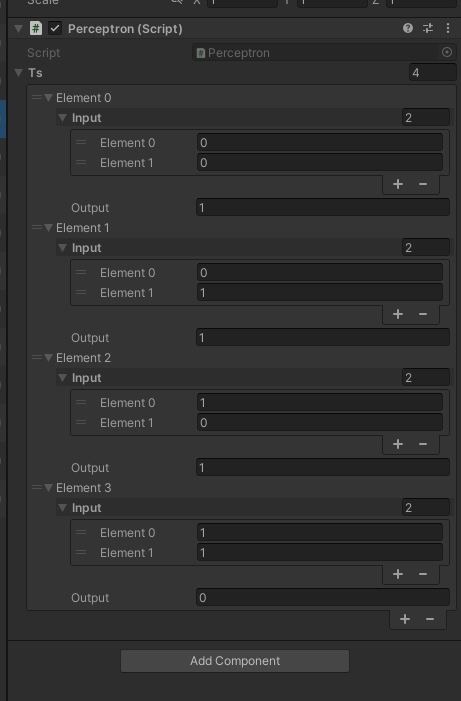 Scale X 1 Y 1 Z 1
# Perceptron (Script)
Script # Perceptron
Ts 4
Element 0
Input 2
Element 0 0
Element 1 0
+ −
Output 1
Element 1
Input 2
Element 0 0
Element 1 1
+ −
Output 1
Element 2
Input 2
Element 0 1
Element 1 0
+ −
Output 1
Element 3
Input 2
Element 0 1
Element 1 1
+ −
Output 0
+ −
Add Component